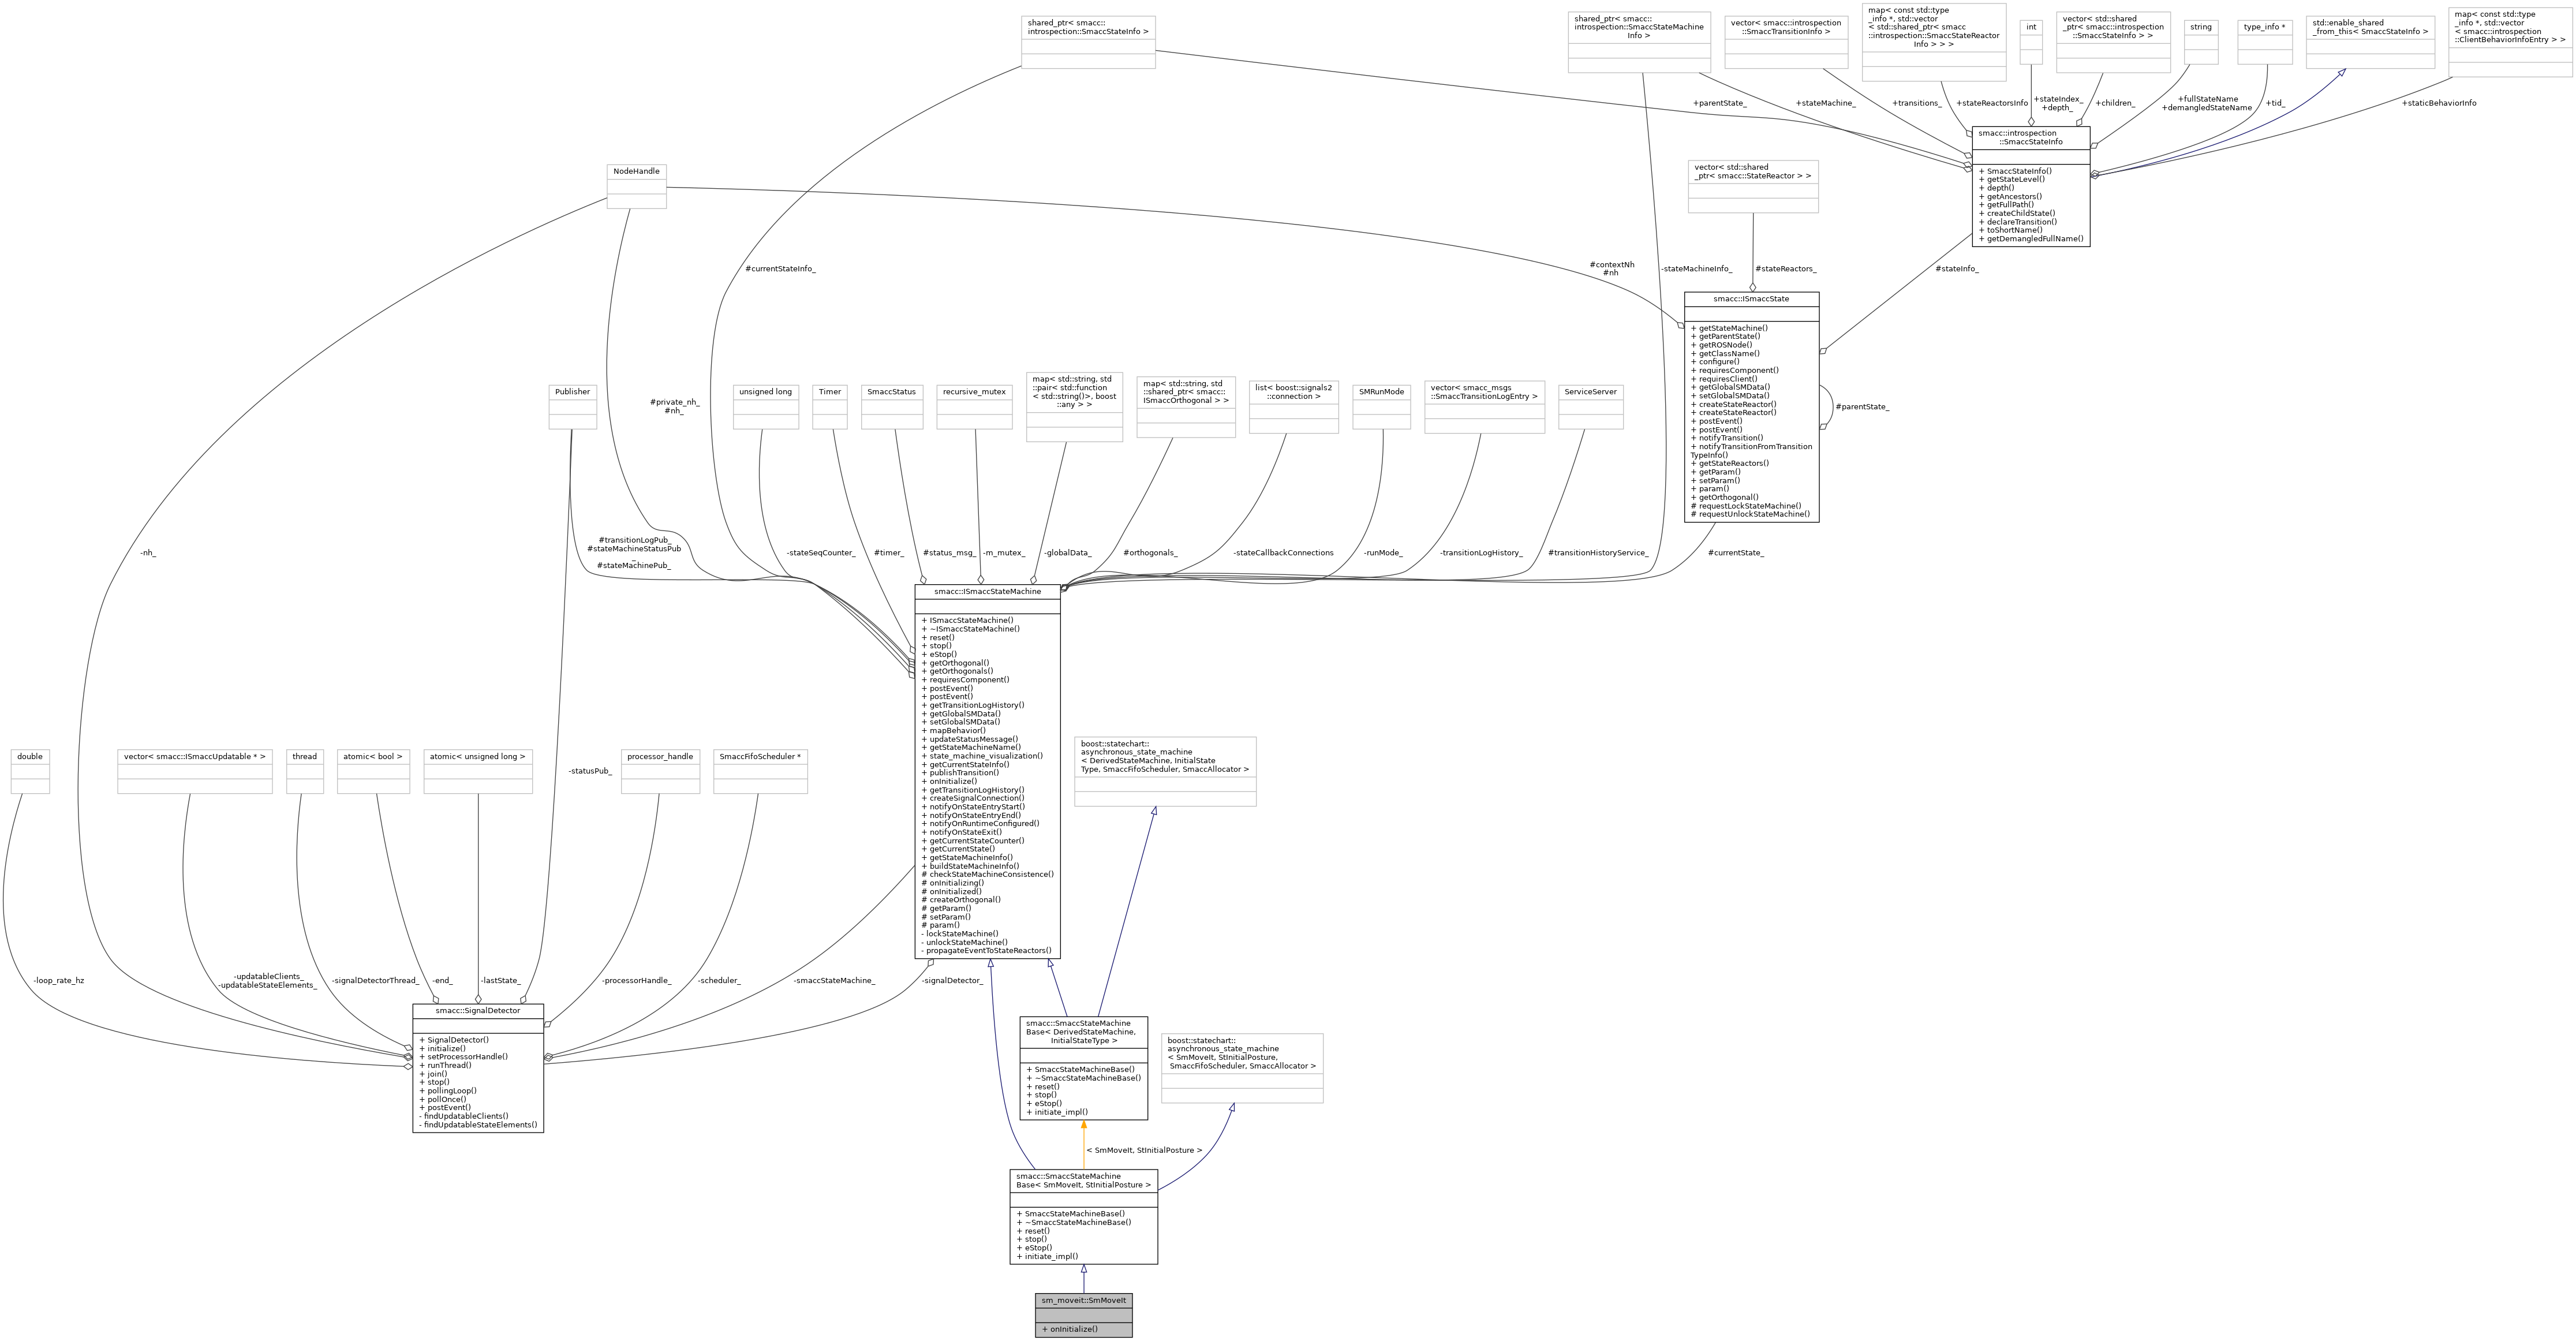 shared_ptr< smacc::
introspection::SmaccStateInfo >
shared_ptr< smacc::
introspection::SmaccStateMachine
Info >
vector< smacc::introspection
::SmaccTransitionInfo >
map< const std::type
_info *, std::vector
< std::shared_ptr< smacc
::introspection::SmaccStateReactor
Info > > >
int
vector< std::shared
_ptr< smacc::introspection
::SmaccStateInfo > >
string
type_info *
std::enable_shared
_from_this< SmaccStateInfo >
map< const std::type
_info *, std::vector
< smacc::introspection
::ClientBehaviorInfoEntry > >
+parentState_
+stateMachine_
+transitions_
+stateReactorsInfo
+stateIndex_
+depth_
+children_
+fullStateName
+demangledStateName
+tid_
+staticBehaviorInfo
smacc::introspection
::SmaccStateInfo
+ SmaccStateInfo()
+ getStateLevel()
+ depth()
+ getAncestors()
+ getFullPath()
+ createChildState()
+ declareTransition()
+ toShortName()
+ getDemangledFullName()
NodeHandle
vector< std::shared
_ptr< smacc::StateReactor > >
#currentStateInfo_
#contextNh
#nh
-stateMachineInfo_
#stateReactors_
#stateInfo_
smacc::ISmaccState
+ getStateMachine()
+ getParentState()
+ getROSNode()
+ getClassName()
+ configure()
+ requiresComponent()
+ requiresClient()
+ getGlobalSMData()
+ setGlobalSMData()
+ createStateReactor()
+ createStateReactor()
+ postEvent()
+ postEvent()
+ notifyTransition()
+ notifyTransitionFromTransition
TypeInfo()
+ getStateReactors()
+ getParam()
+ setParam()
+ param()
+ getOrthogonal()
# requestLockStateMachine()
# requestUnlockStateMachine()
#parentState_
Publisher
#private_nh_
#nh_
unsigned long
Timer
SmaccStatus
recursive_mutex
map< std::string, std
::pair< std::function
< std::string()>, boost
::any > >
map< std::string, std
::shared_ptr< smacc::
ISmaccOrthogonal > >
list< boost::signals2
::connection >
SMRunMode
vector< smacc_msgs
::SmaccTransitionLogEntry >
ServiceServer
-nh_
#transitionLogPub_
#stateMachineStatusPub
_
#stateMachinePub_
-stateSeqCounter_
#timer_
#status_msg_
-m_mutex_
-globalData_
#orthogonals_
-stateCallbackConnections
-runMode_
-transitionLogHistory_
#transitionHistoryService_
#currentState_
smacc::ISmaccStateMachine
+ ISmaccStateMachine()
+ ~ISmaccStateMachine()
+ reset()
+ stop()
+ eStop()
+ getOrthogonal()
+ getOrthogonals()
+ requiresComponent()
+ postEvent()
+ postEvent()
+ getTransitionLogHistory()
+ getGlobalSMData()
+ setGlobalSMData()
+ mapBehavior()
+ updateStatusMessage()
+ getStateMachineName()
+ state_machine_visualization()
+ getCurrentStateInfo()
+ publishTransition()
+ onInitialize()
+ getTransitionLogHistory()
+ createSignalConnection()
+ notifyOnStateEntryStart()
+ notifyOnStateEntryEnd()
+ notifyOnRuntimeConfigured()
+ notifyOnStateExit()
+ getCurrentStateCounter()
+ getCurrentState()
+ getStateMachineInfo()
+ buildStateMachineInfo()
# checkStateMachineConsistence()
# onInitializing()
# onInitialized()
# createOrthogonal()
# getParam()
# setParam()
# param()
- lockStateMachine()
- unlockStateMachine()
- propagateEventToStateReactors()
double
vector< smacc::ISmaccUpdatable * >
thread
atomic< bool >
atomic< unsigned long >
-statusPub_
processor_handle
SmaccFifoScheduler *
boost::statechart::
asynchronous_state_machine
< DerivedStateMachine, InitialState
Type, SmaccFifoScheduler, SmaccAllocator >
-loop_rate_hz
-updatableClients_
-updatableStateElements_
-signalDetectorThread_
-end_
-lastState_
-processorHandle_
-scheduler_
-smaccStateMachine_
-signalDetector_
smacc::SignalDetector
+ SignalDetector()
+ initialize()
+ setProcessorHandle()
+ runThread()
+ join()
+ stop()
+ pollingLoop()
+ pollOnce()
+ postEvent()
- findUpdatableClients()
- findUpdatableStateElements()
smacc::SmaccStateMachine
Base< DerivedStateMachine,
InitialStateType >
+ SmaccStateMachineBase()
+ ~SmaccStateMachineBase()
+ reset()
+ stop()
+ eStop()
+ initiate_impl()
boost::statechart::
asynchronous_state_machine
< SmMoveIt, StInitialPosture,
SmaccFifoScheduler, SmaccAllocator >
< SmMoveIt, StInitialPosture >
smacc::SmaccStateMachine
Base< SmMoveIt, StInitialPosture >
+ SmaccStateMachineBase()
+ ~SmaccStateMachineBase()
+ reset()
+ stop()
+ eStop()
+ initiate_impl()
sm_moveit::SmMoveIt
+ onInitialize()